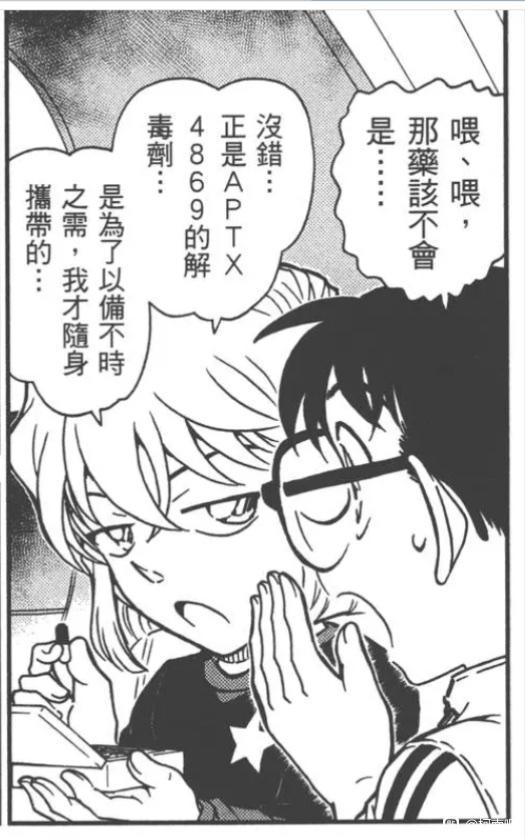 喂、喂，
那藥該不會
是……
沒錯…
正是APTX
4869的解
毒劑…
是為了以備不時
之需，我才隨身
攜帶的…